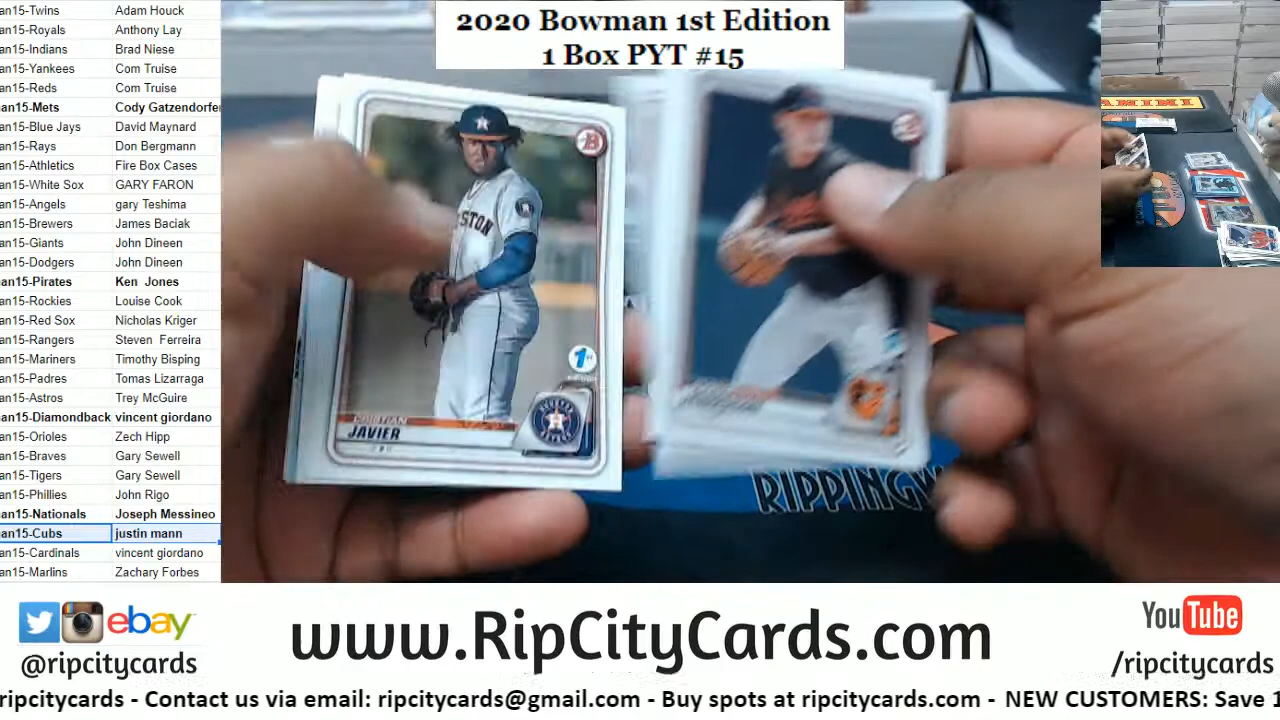 2020 Bowman 1st Edition
1 Box PYT #15
an15-Twins Adam Houck
an15-Royals Anthony Lay
an15-Indians Brad Niese
an15-Yankees Com Truise
an15-Reds Com Truise
an15-Mets Cody Gatzendorfe
an15-Blue Jays David Maynard
an15-Rays Don Bergmann
an15-Athletics Fire Box Cases
an15-White Sox GARY FARON
an15-Angels gary Teshima
an15-Brewers James Baciak
an15-Giants John Dineen
an15-Dodgers John Dineen
an15-Pirates Ken Jones
an15-Rockies Louise Cook
an15-Red Sox Nicholas Kriger
an15-Rangers Steven Ferreira
an15-Mariners Timothy Bisping
an15-Padres Tomas Lizarraga
an15-Astros Trey McGuire
an15-Diamondback vincent giordano
an15-Orioles Zech Hipp
an15-Braves Gary Sewell
an15-Tigers Gary Sewell
an15-Phillies John Rigo
an15-Nationals Joseph Messineo
an15-Cubs justin mann
an15-Cardinals vincent giordano
an15-Marlins Zachary Forbes
B
STON
1st
CRISTIAN
JAVIER
RIPPINGW
PANINI
ebay
@ripcitycards
www.RipCityCards.com
YouTube
/ripcitycards
ripcitycards - Contact us via email: ripcitycards@gmail.com - Buy spots at ripcitycards.com - NEW CUSTOMERS: Save 1